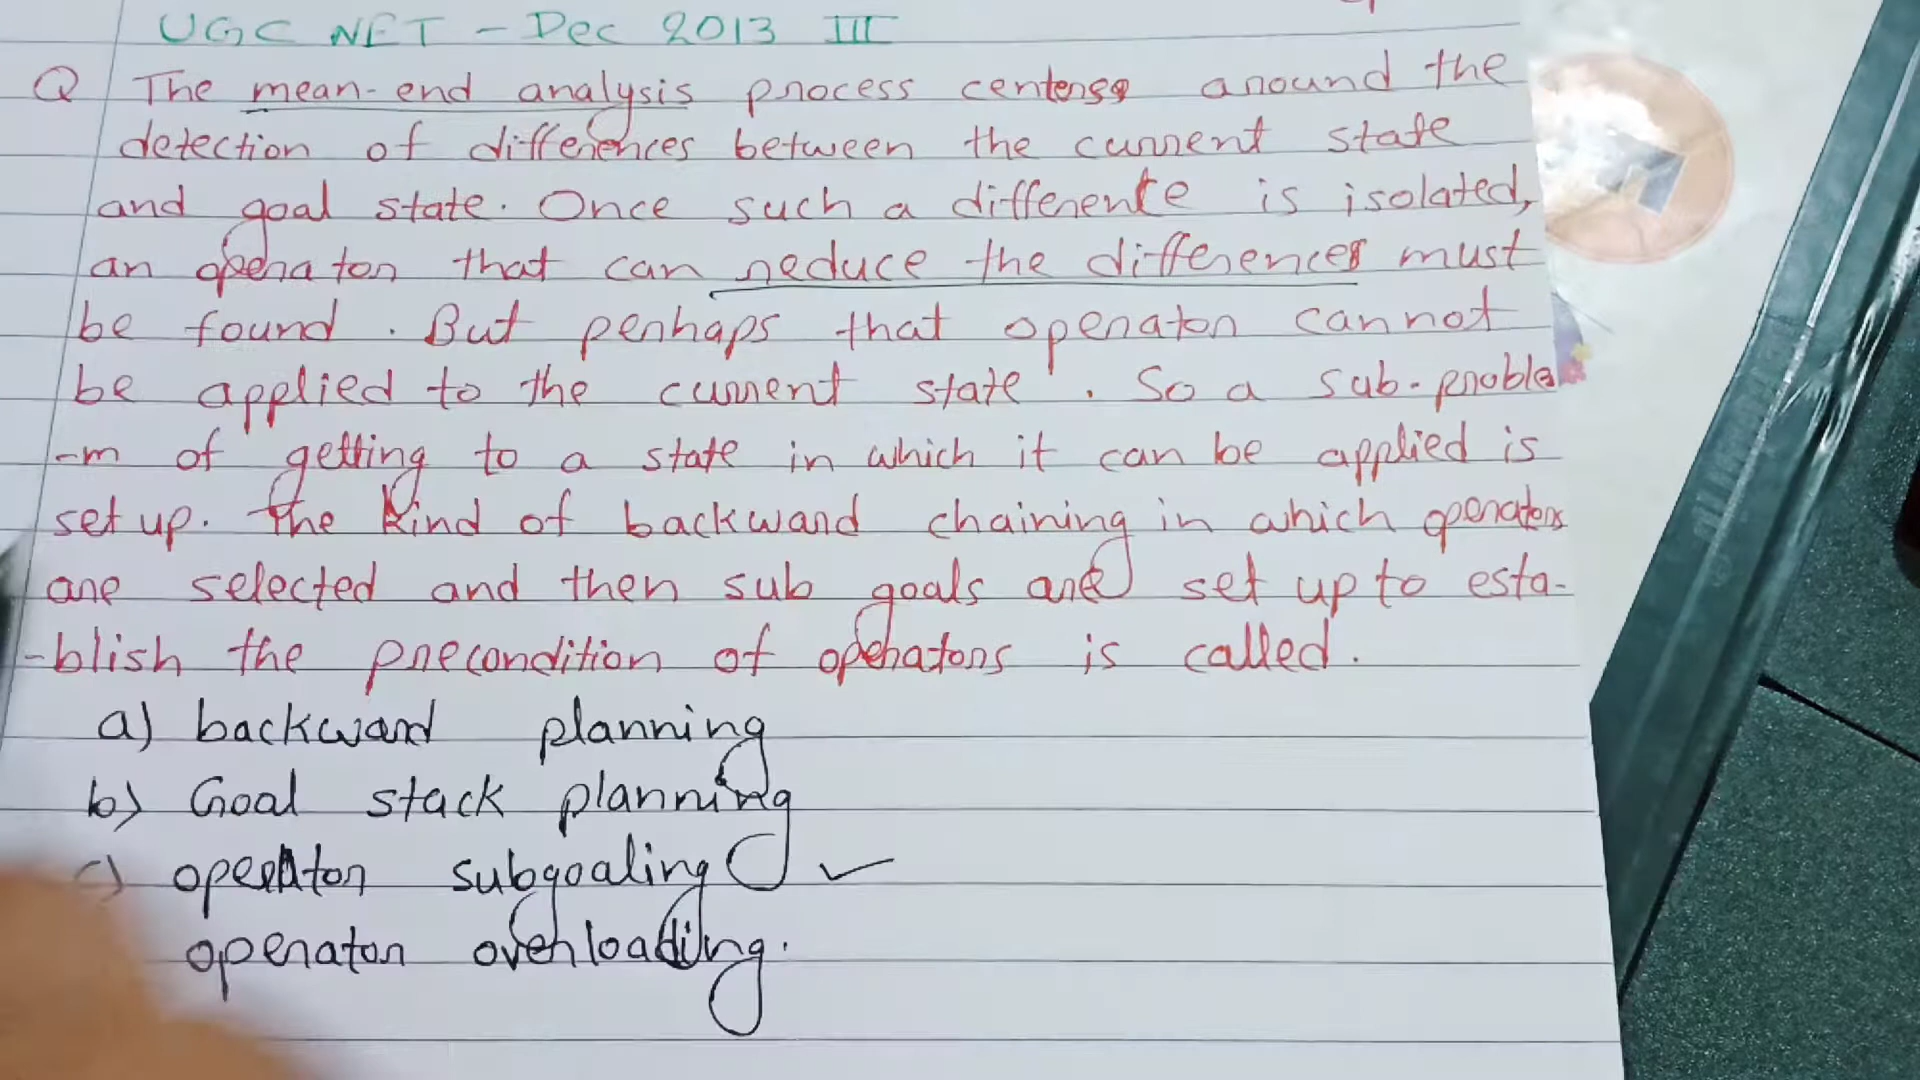 UGC NET - Dec 2013 III
Q The mean-end analysis process centers around the
detection of differences between the current state
and goal state. Once such a difference is isolated,
an operator that can reduce the differences must
be found. But perhaps that operator cannot
be applied to the current state. So a sub-proble
-m of getting to a state in which it can be applied is
set up. The kind of backward chaining in which operators
are selected and then sub goals are set up to esta-
-blish the precondition of operators is called.
a) backward planning
b) Goal stack planning
c) operator subgoaling ✓
operator overloading.